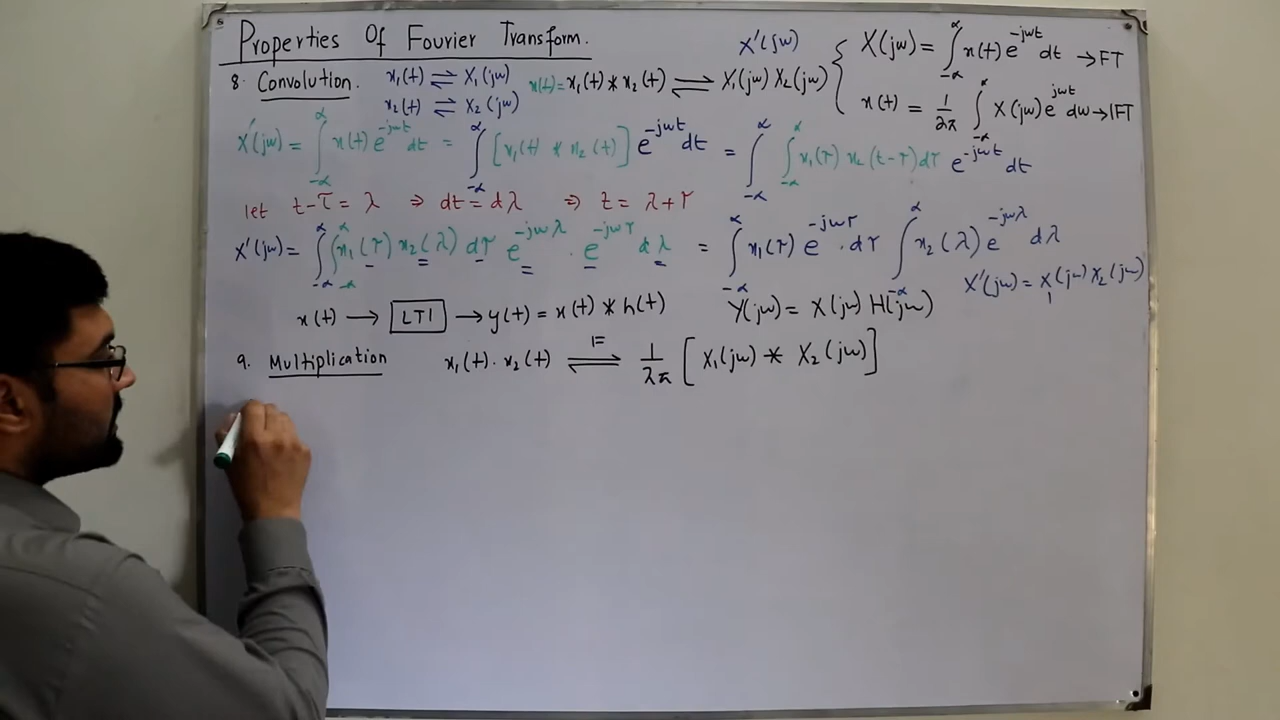 Properties Of Fourier Transform.
X'(jω)
X(jω) = ∫_{-α}^{α} x(t) e^{-jωt} dt → FT
8. Convolution. x₁(t) ⇌ X₁(jω)
x(t) = x₁(t) * x₂(t) ⇌ X₁(jω) X₂(jω)
x₂(t) ⇌ X₂(jω)
x(t) = 1/2π ∫_{-α}^{α} X(jω) e^{jωt} dω → IFT
X'(jω) = ∫_{-α}^{α} x(t) e^{-jωt} dt = ∫_{-α}^{α} [x₁(t) * x₂(t)] e^{-jωt} dt = ∫_{-α}^{α} ∫_{-α}^{α} x₁(τ) x₂(t-τ) dτ e^{-jωt} dt
let t-τ = λ ⇒ dt = dλ ⇒ t = λ+τ
X'(jω) = ∫_{-α}^{α} ∫_{-α}^{α} x₁(τ) x₂(λ) dτ e^{-jωλ} · e^{-jωτ} dλ = ∫_{-α}^{α} x₁(τ) e^{-jωτ} · dτ ∫_{-α}^{α} x₂(λ) e^{-jωλ} dλ
X'(jω) = X₁(jω) X₂(jω)
x(t) → LTI → y(t) = x(t) * h(t) Y(jω) = X(jω) H(jω)
9. Multiplication x₁(t) · x₂(t) ⇌ F 1/2π [X₁(jω) * X₂(jω)]